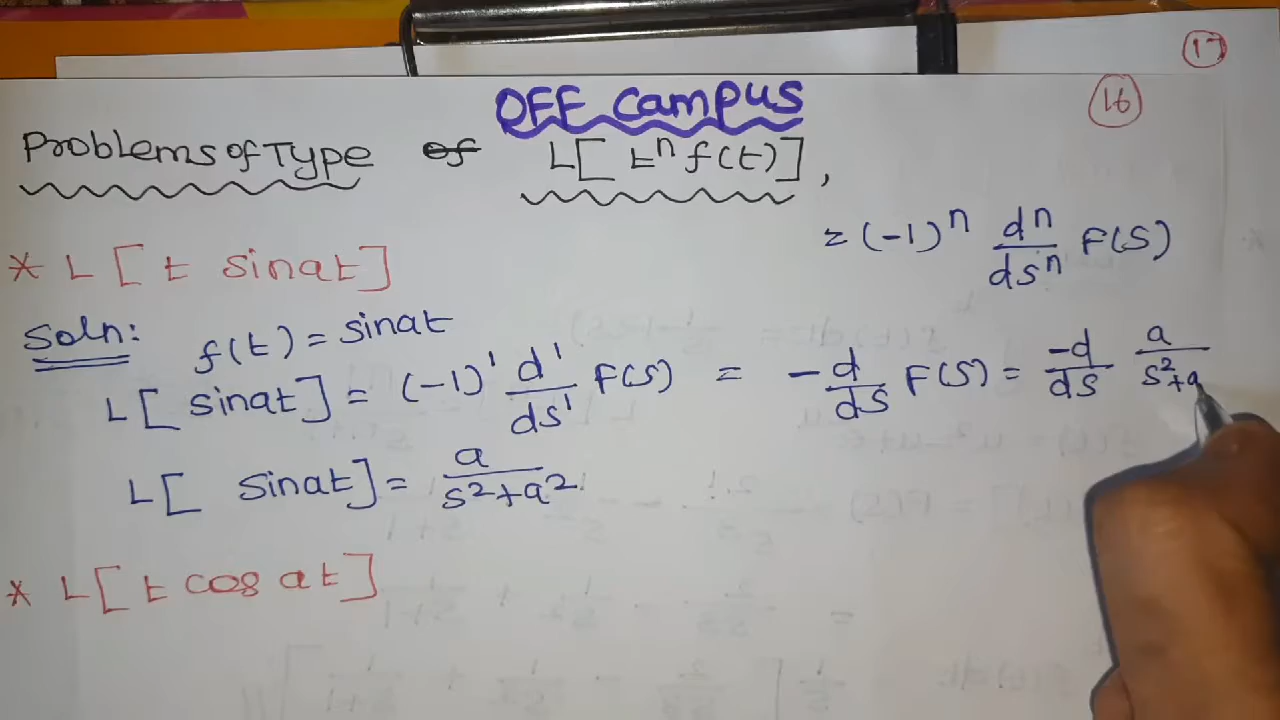 17
OFF Campus
16
Problems of Type of L[t^n f(t)],
= (-1)^n d^n/ds^n F(S)
* L[t sinat]
Soln: f(t) = sinat
L[sinat] = (-1)^1 d^1/ds^1 F(S) = -d/ds F(S) = -d/ds a/s^2+a
L[ sinat] = a/s^2+a^2
* L[t cos at]